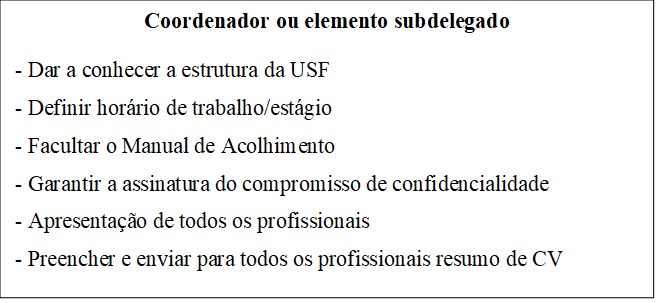 Coordenador ou elemento subdelegado
- Dar a conhecer a estrutura da USF
- Definir horário de trabalho/estágio
- Facultar o Manual de Acolhimento
- Garantir a assinatura do compromisso de confidencialidade
- Apresentação de todos os profissionais
- Preencher e enviar para todos os profissionais resumo de CV